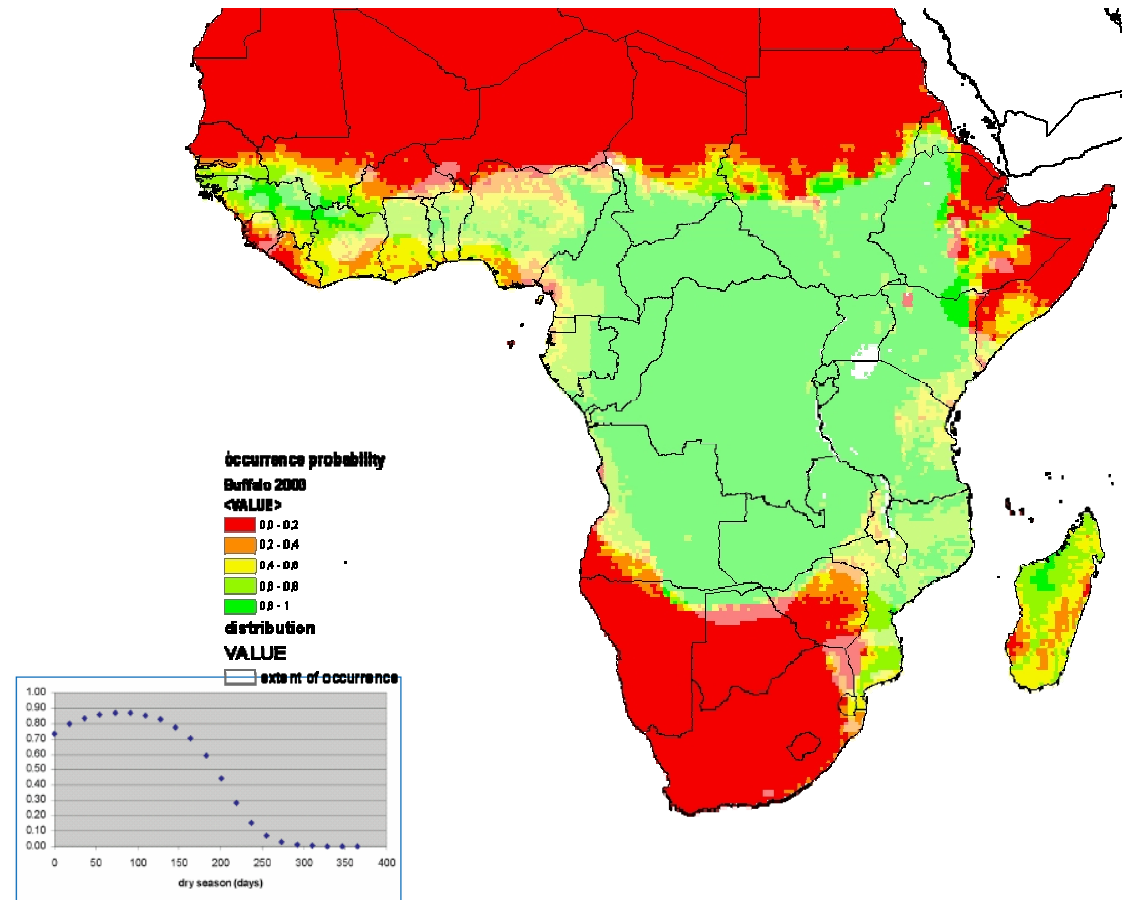 occurrence probability
Buffalo 2000
<VALUE>
0,0 - 0,2
0,2 - 0,4
0,4 - 0,6
0,6 - 0,8
0,8 - 1
distribution
VALUE
extent of occurrence
1.00
0.90
0.80
0.70
0.60
0.50
0.40
0.30
0.20
0.10
0.00
0 50 100 150 200 250 300 350 400
dry season (days)